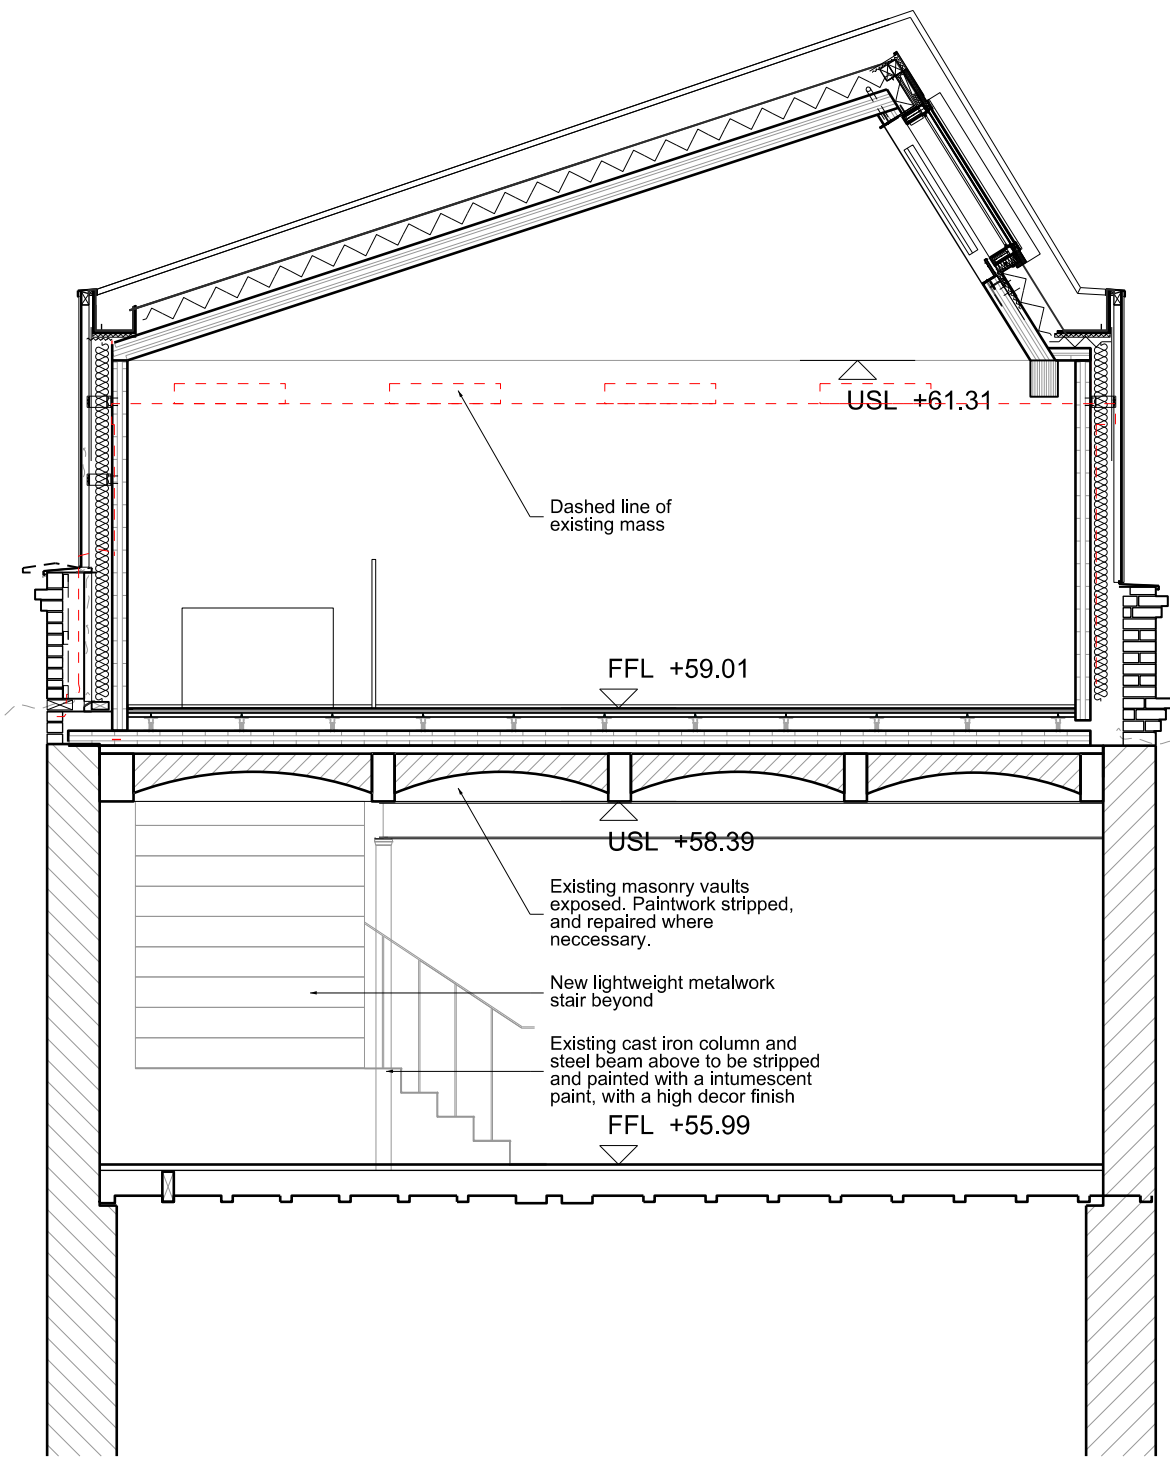 USL +61.31
Dashed line of
existing mass
FFL +59.01
USL +58.39
Existing masonry vaults
exposed. Paintwork stripped,
and repaired where
neccessary.
New lightweight metalwork
stair beyond
Existing cast iron column and
steel beam above to be stripped
and painted with a intumescent
paint, with a high decor finish
FFL +55.99